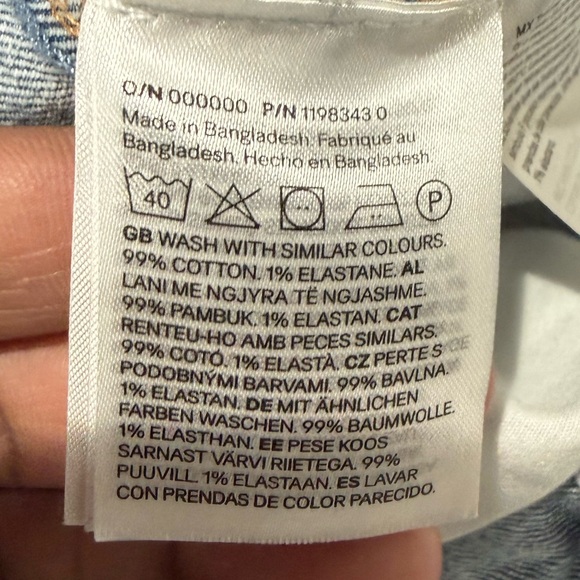 O/N 000000 P/N 1198343 0
Made in Bangladesh. Fabriqué au
Bangladesh. Hecho en Bangladesh.
40 P
GB WASH WITH SIMILAR COLOURS.
99% COTTON. 1% ELASTANE. AL
LANI ME NGJYRA TË NGJASHME.
99% PAMBUK. 1% ELASTAN. CAT
RENTEU-HO AMB PECES SIMILARS.
99% COTÓ. 1% ELASTÀ. CZ PERTE S
PODOBNÝMI BARVAMI. 99% BAVLNA.
1% ELASTAN. DE MIT ÄHNLICHEN
FARBEN WASCHEN. 99% BAUMWOLLE.
1% ELASTHAN. EE PESE KOOS
SARNAST VÄRVI RIIETEGA. 99%
PUUVILL. 1% ELASTAAN. ES LAVAR
CON PRENDAS DE COLOR PARECIDO.
MX